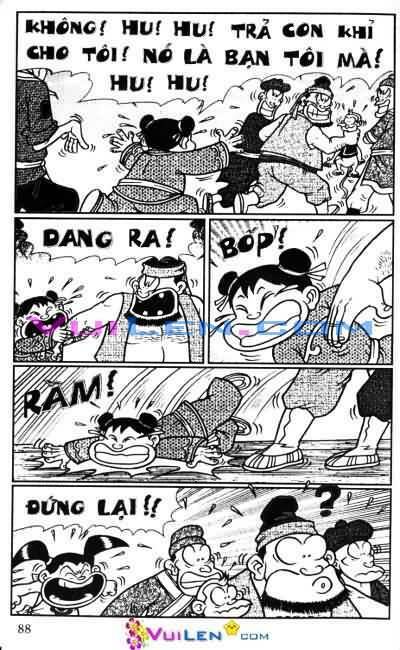 KHÔNG! HU! HU! TRẢ CON KHỈ
CHO TÔI! NÓ LÀ BẠN TÔI MÀ!
HU! HU!
DANG RA!
BỐP!
VUILEN.COM
RẦM!
ĐỨNG LẠI!!
?
88
VUILEN.COM